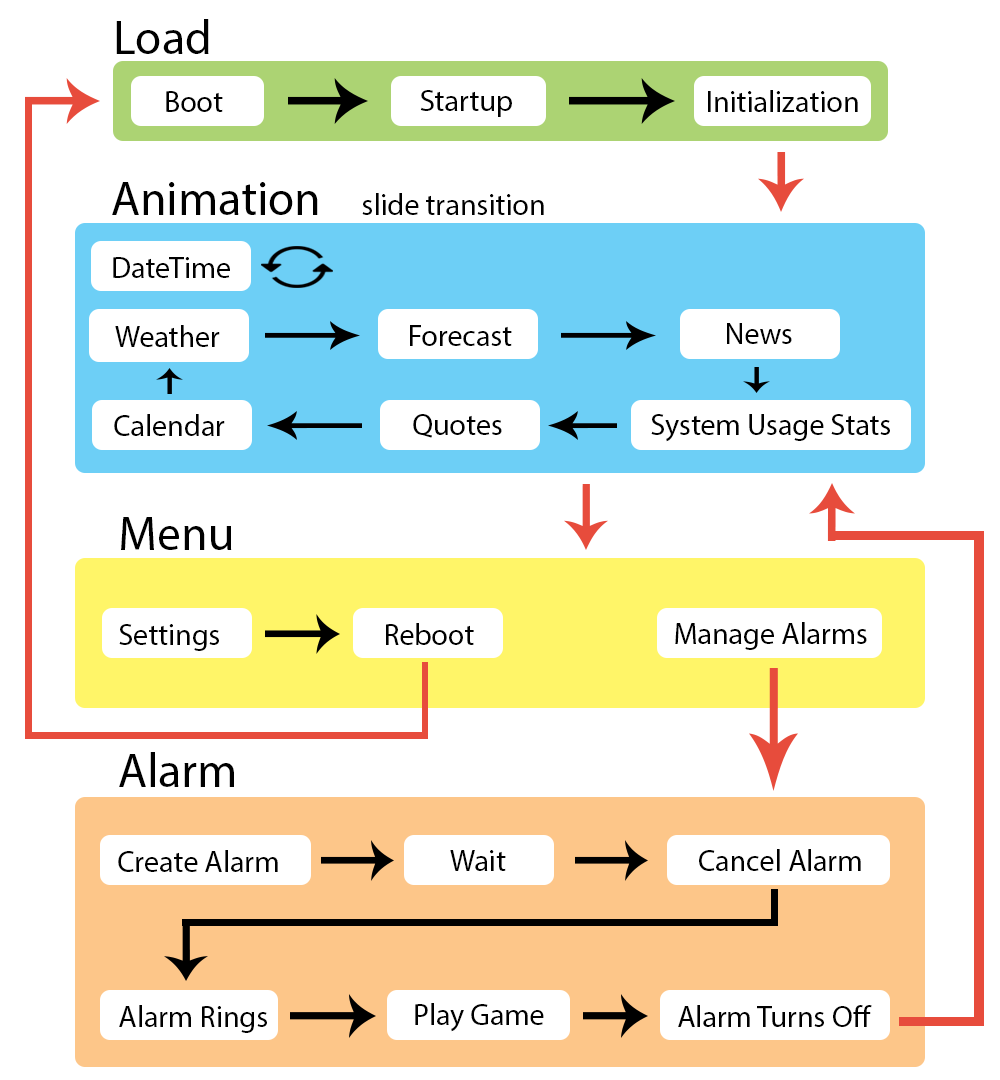 Load
Boot
Startup
Initialization
Animation
slide transition
DateTime
Weather
Forecast
News
Calendar
Quotes
System Usage Stats
Menu
Settings
Reboot
Manage Alarms
Alarm
Create Alarm
Wait
Cancel Alarm
Alarm Rings
Play Game
Alarm Turns Off